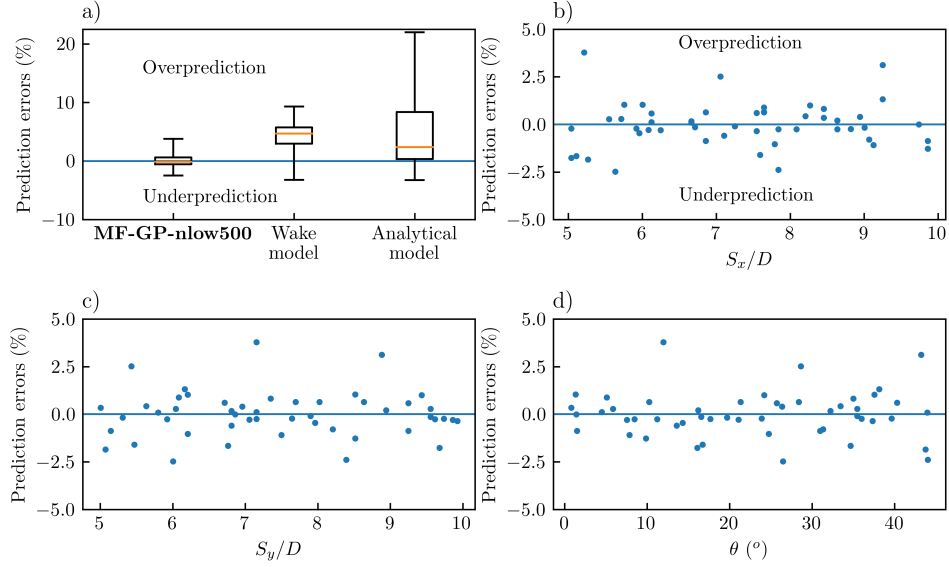 a)
Prediction errors (%)
20
10
0
−10
Overprediction
Underprediction
MF-GP-nlow500
Wake
model
Analytical
model
b)
Prediction errors (%)
5.0
2.5
0.0
−2.5
−5.0
Overprediction
Underprediction
5 6 7 8 9 10
Sx/D
c)
Prediction errors (%)
5.0
2.5
0.0
−2.5
−5.0
5 6 7 8 9 10
Sy/D
d)
Prediction errors (%)
5.0
2.5
0.0
−2.5
−5.0
0 10 20 30 40
θ (o)